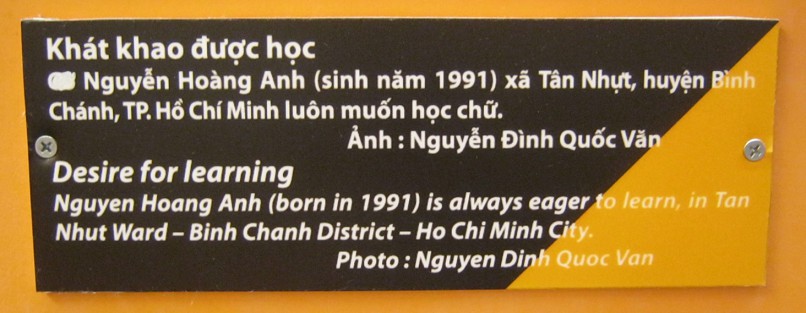 Khát khao được học
Nguyễn Hoàng Anh (sinh năm 1991) xã Tân Nhựt, huyện Bình
Chánh, TP. Hồ Chí Minh luôn muốn học chữ.
Ảnh : Nguyễn Đình Quốc Văn
Desire for learning
Nguyen Hoang Anh (born in 1991) is always eager to learn, in Tan
Nhut Ward – Binh Chanh District – Ho Chi Minh City.
Photo : Nguyen Dinh Quoc Van